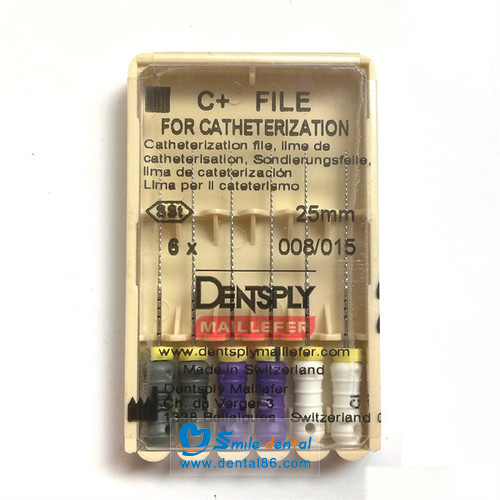 C+ FILE
FOR CATHETERIZATION
Catheterization file, lime de
catheterisation, Sondierungsfeile,
lima de cateterización
Lima per il cateterismo
SSt 25mm
6 x 008/015
DENTSPLY
MAILLEFER
www.dentsplymaillefer.com
Made in Switzerland
Dentsply Maillefer
Ch. du Verger 3
1338 Ballaigues Switzerland
Smile dental
www.dental86.com